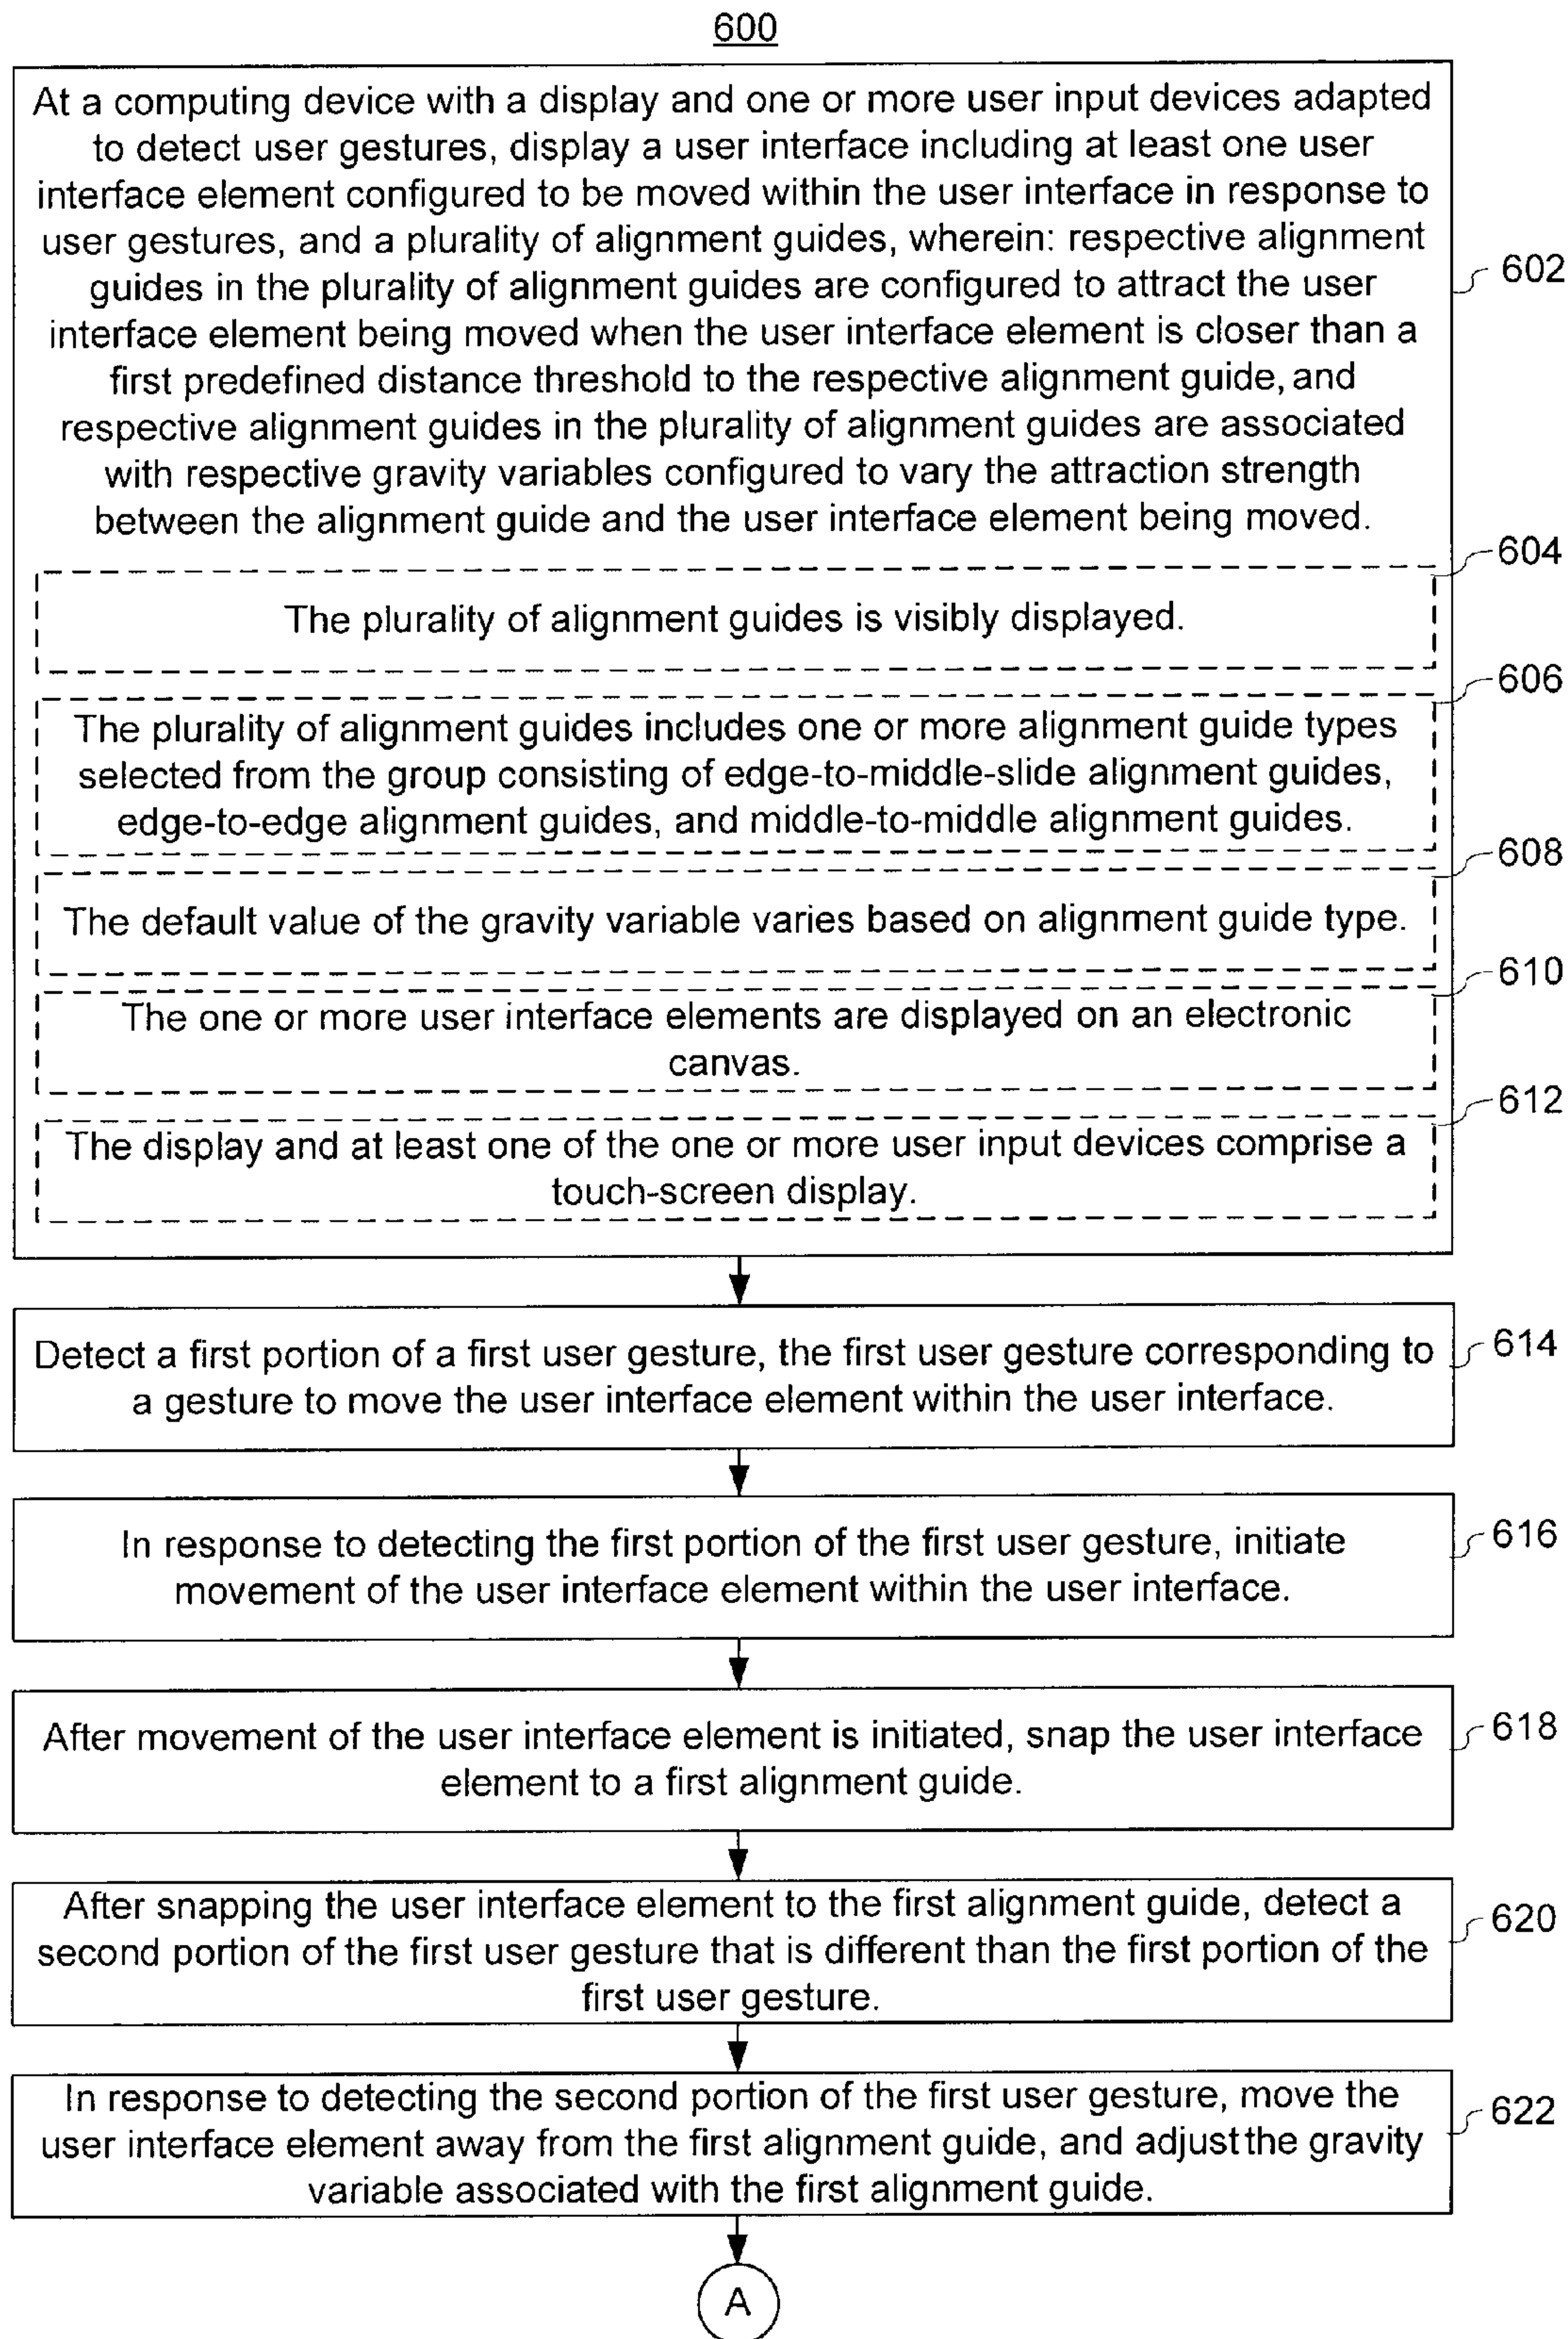 600
At a computing device with a display and one or more user input devices adapted
to detect user gestures, display a user interface including at least one user
interface element configured to be moved within the user interface in response to
user gestures, and a plurality of alignment guides, wherein: respective alignment
guides in the plurality of alignment guides are configured to attract the user
interface element being moved when the user interface element is closer than a
first predefined distance threshold to the respective alignment guide, and
respective alignment guides in the plurality of alignment guides are associated
with respective gravity variables configured to vary the attraction strength
between the alignment guide and the user interface element being moved.
602
604
The plurality of alignment guides is visibly displayed.
606
The plurality of alignment guides includes one or more alignment guide types
selected from the group consisting of edge-to-middle-slide alignment guides,
edge-to-edge alignment guides, and middle-to-middle alignment guides.
608
The default value of the gravity variable varies based on alignment guide type.
610
The one or more user interface elements are displayed on an electronic
canvas.
612
The display and at least one of the one or more user input devices comprise a
touch-screen display.
Detect a first portion of a first user gesture, the first user gesture corresponding to
a gesture to move the user interface element within the user interface.
614
In response to detecting the first portion of the first user gesture, initiate
movement of the user interface element within the user interface.
616
After movement of the user interface element is initiated, snap the user interface
element to a first alignment guide.
618
After snapping the user interface element to the first alignment guide, detect a
second portion of the first user gesture that is different than the first portion of the
first user gesture.
620
In response to detecting the second portion of the first user gesture, move the
user interface element away from the first alignment guide, and adjust the gravity
variable associated with the first alignment guide.
622
A